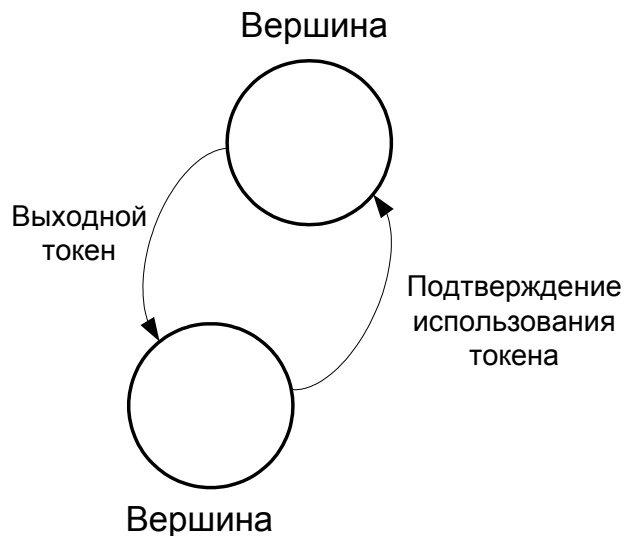 Вершина
Выходной
токен
Подтверждение
использования
токена
Вершина